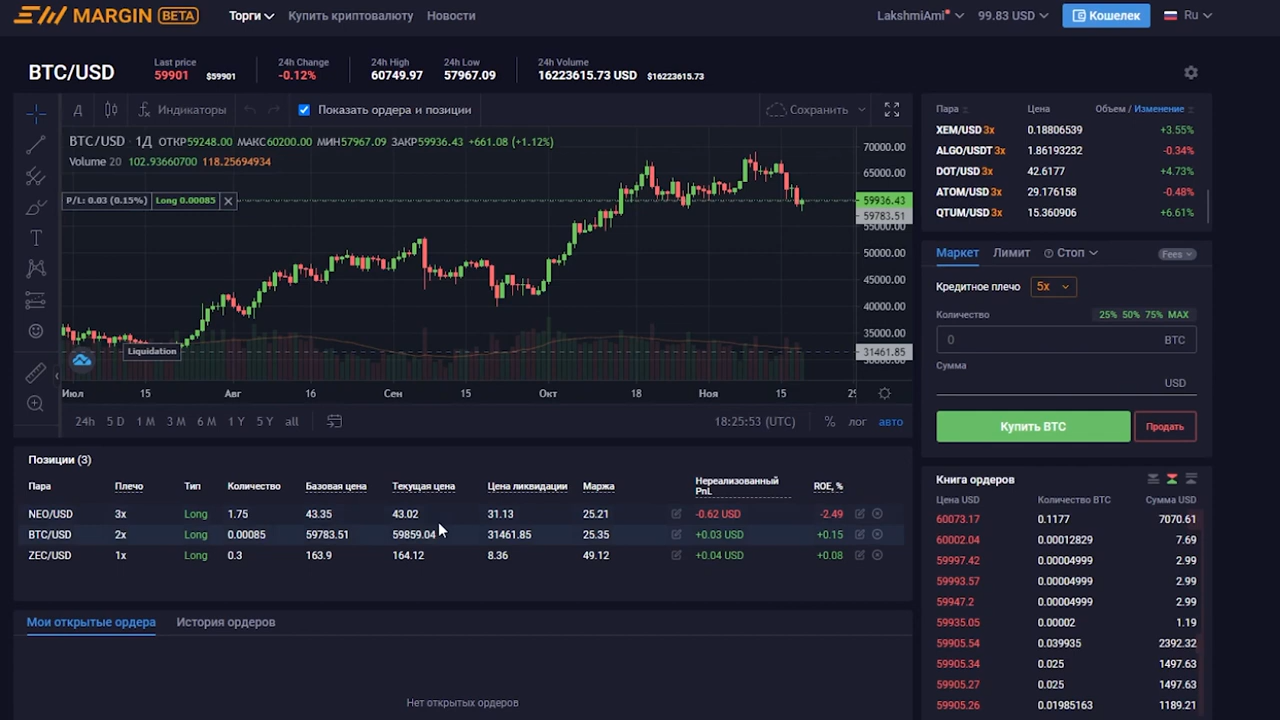 MARGIN BETA Торги Купить криптовалюту Новости LakshmiAmi 99.83 USD Кошелек Ru
BTC/USD
Last price
59901 $59901
24h Change
-0.12%
24h High
60749.97
24h Low
57967.09
24h Volume
16223615.73 USD $16223615.73
Д Индикаторы Показать ордера и позиции Сохранить
BTC/USD · 1Д ОТКР59248.00 МАКС60200.00 МИН57967.09 ЗАКР59936.43 +661.08 (+1.12%)
Volume 20 102.93660700 118.25694934
P/L: 0.03 (0.15%) Long 0.00085
70000.00
65000.00
59936.43
59783.51
55000.00
50000.00
45000.00
40000.00
35000.00
Liquidation
31461.85
Июл 15 Авг 16 Сен 15 Окт 18 Ноя 15 29
24h 5 D 1 M 3 M 6 M 1 Y 5 Y all 18:25:53 (UTC) % лог авто
Пара Цена Объем / Изменение
XEM/USD 3x 0.18806539 +3.55%
ALGO/USDT 3x 1.86193232 -0.34%
DOT/USD 3x 42.6177 +4.73%
ATOM/USD 3x 29.176158 -0.48%
QTUM/USD 3x 15.360906 +6.61%
Маркет Лимит Стоп Fees
Кредитное плечо 5x
Количество 25% 50% 75% MAX
0 BTC
Сумма
USD
Купить BTC Продать
Позиции (3)
Пара Плечо Тип Количество Базовая цена Текущая цена Цена ликвидации Маржа Нереализованный PnL ROE, %
NEO/USD 3x Long 1.75 43.35 43.02 31.13 25.21 -0.62 USD -2.49
BTC/USD 2x Long 0.00085 59783.51 59859.04 31461.85 25.35 +0.03 USD +0.15
ZEC/USD 1x Long 0.3 163.9 164.12 8.36 49.12 +0.04 USD +0.08
Мои открытые ордера История ордеров
Нет открытых ордеров
Книга ордеров
Цена USD Количество BTC Сумма USD
60073.17 0.1177 7070.61
60002.04 0.00012829 7.69
59997.42 0.00004999 2.99
59993.57 0.00004999 2.99
59947.2 0.00004999 2.99
59935.05 0.00002 1.19
59905.54 0.039935 2392.32
59905.34 0.025 1497.63
59905.27 0.025 1497.63
59905.26 0.01985163 1189.21